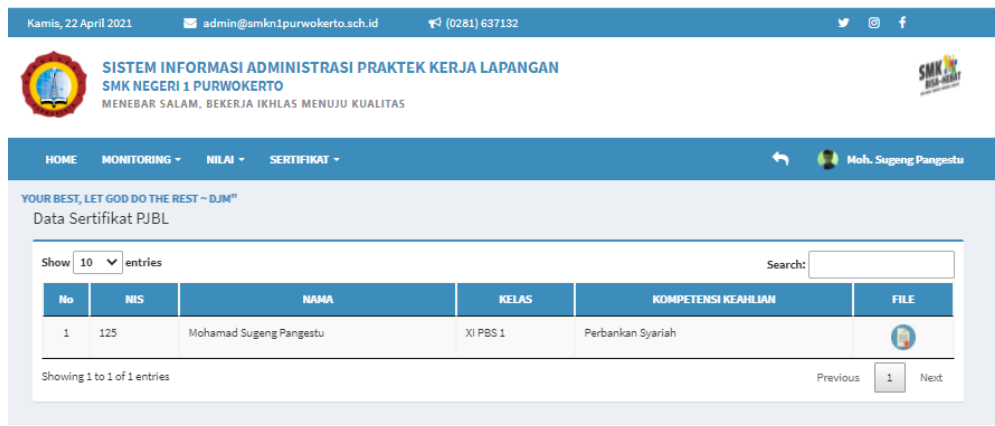 Kamis, 22 April 2021 admin@smkn1purwokerto.sch.id (0281) 637132
SISTEM INFORMASI ADMINISTRASI PRAKTEK KERJA LAPANGAN
SMK NEGERI 1 PURWOKERTO
MENEBAR SALAM, BEKERJA IKHLAS MENUJU KUALITAS
SMK
BISA-HEBAT
HOME MONITORING NILAI SERTIFIKAT Moh. Sugeng Pangestu
YOUR BEST, LET GOD DO THE REST ~ DJM"
Data Sertifikat PJBL
Show 10 entries Search:
No NIS NAMA KELAS KOMPETENSI KEAHLIAN FILE
1 125 Mohamad Sugeng Pangestu XI PBS 1 Perbankan Syariah
Showing 1 to 1 of 1 entries Previous 1 Next